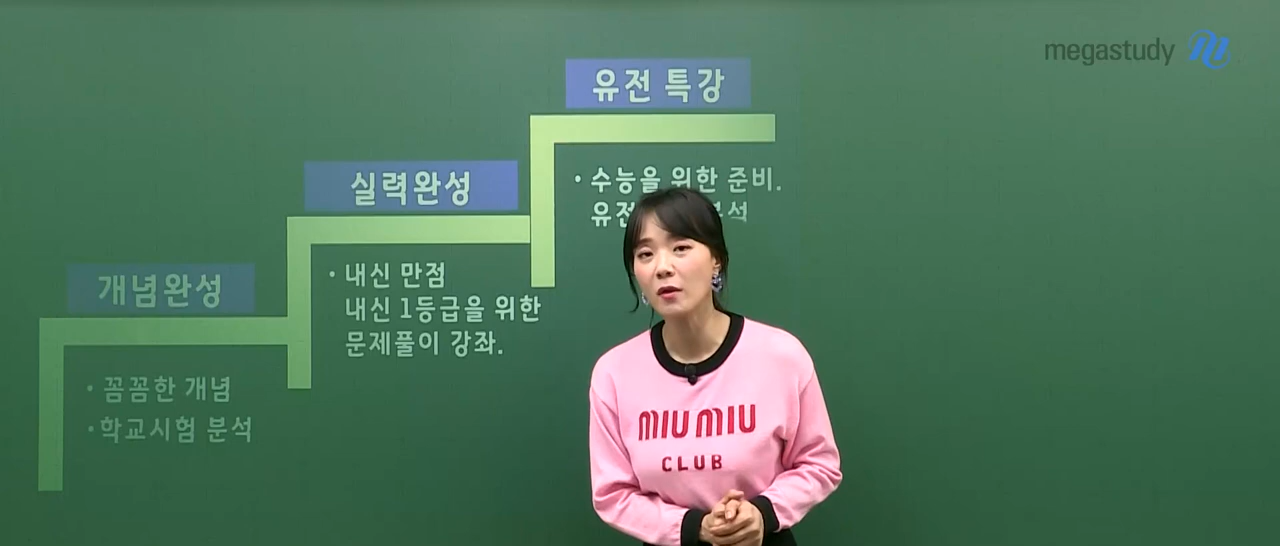 megastudy
유전 특강
· 수능을 위한 준비.
실력완성
· 내신 만점
내신 1등급을 위한
문제풀이 강좌.
개념완성
· 꼼꼼한 개념
· 학교시험 분석
MIU MIU
CLUB